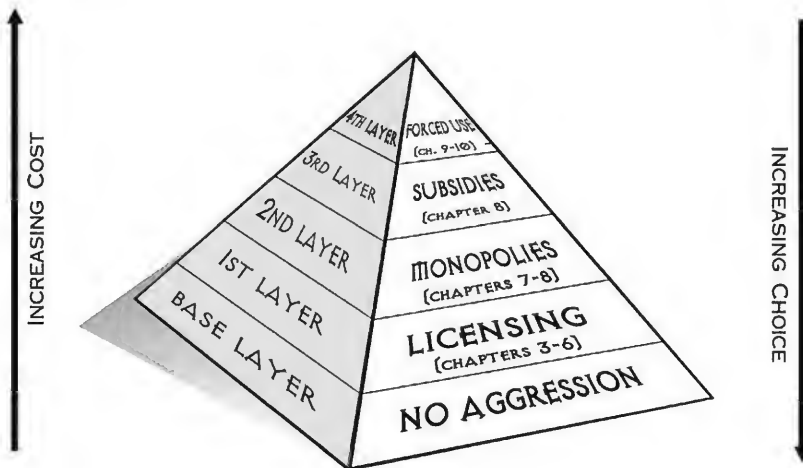 INCREASING COST
4TH LAYER
3RD LAYER
2ND LAYER
1ST LAYER
BASE LAYER
FORCED USE
(CH. 9-10)
SUBSIDIES
(CHAPTER 8)
MONOPOLIES
(CHAPTERS 7-8)
LICENSING
(CHAPTERS 3-6)
NO AGGRESSION
INCREASING CHOICE